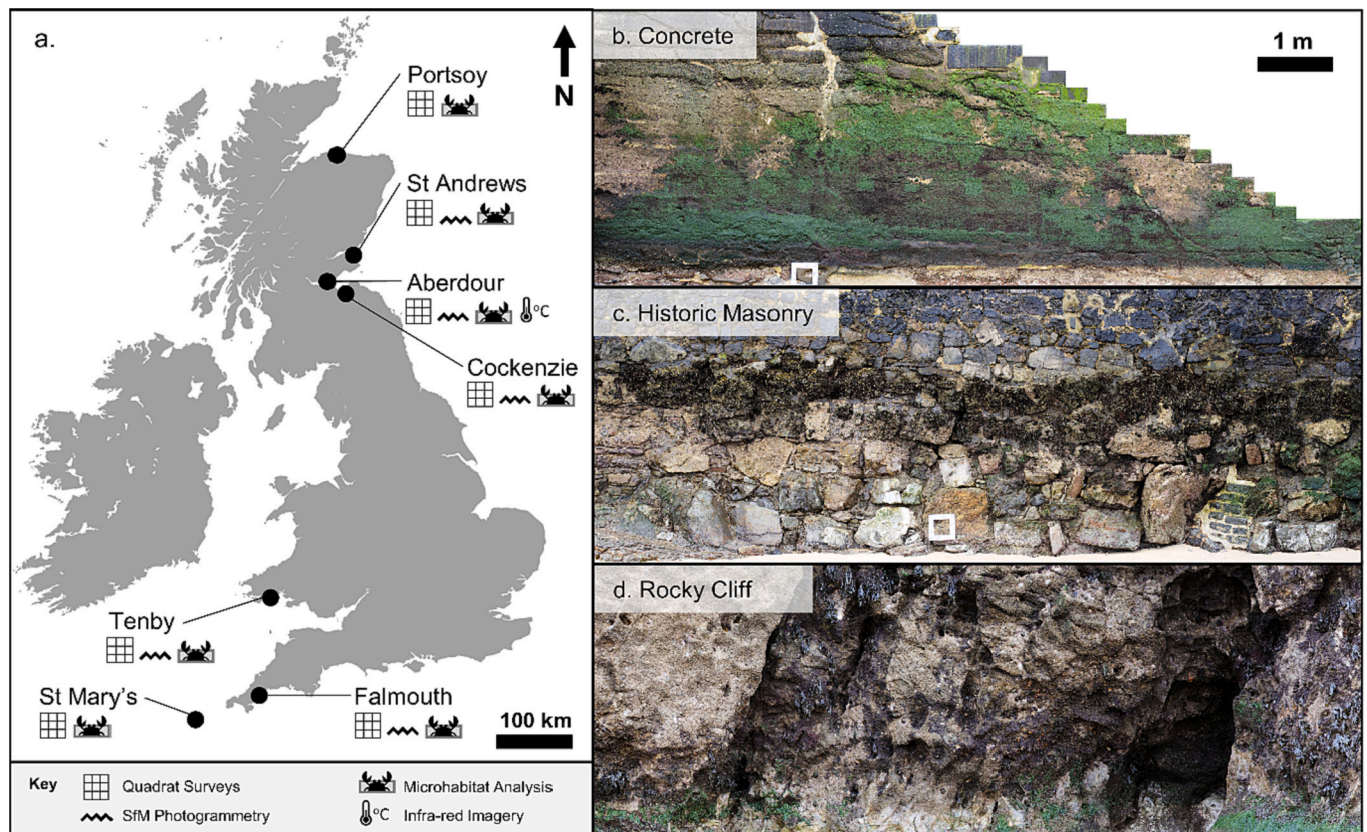 a.
N
Portsoy
St Andrews
Aberdour
°C
Cockenzie
Tenby
St Mary's
Falmouth
100 km
Key
Quadrat Surveys
Microhabitat Analysis
SfM Photogrammetry
°C
Infra-red Imagery
b. Concrete
1 m
c. Historic Masonry
d. Rocky Cliff